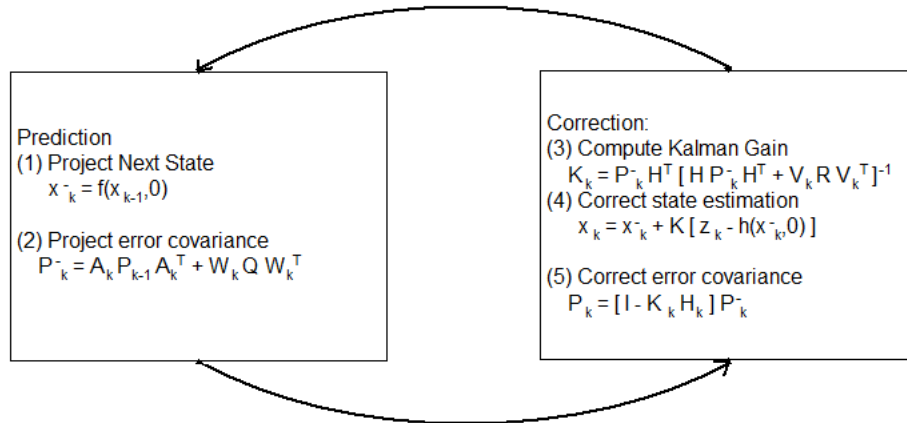 Prediction
(1) Project Next State
x⁻ₖ = f(xₖ₋₁,0)
(2) Project error covariance
P⁻ₖ = Aₖ Pₖ₋₁ Aₖᵀ + Wₖ Q Wₖᵀ
Correction:
(3) Compute Kalman Gain
Kₖ = P⁻ₖ Hᵀ [ H P⁻ₖ Hᵀ + Vₖ R Vₖᵀ ]⁻¹
(4) Correct state estimation
xₖ = x⁻ₖ + K [ zₖ - h(x⁻ₖ,0) ]
(5) Correct error covariance
Pₖ = [ I - Kₖ Hₖ ] P⁻ₖ